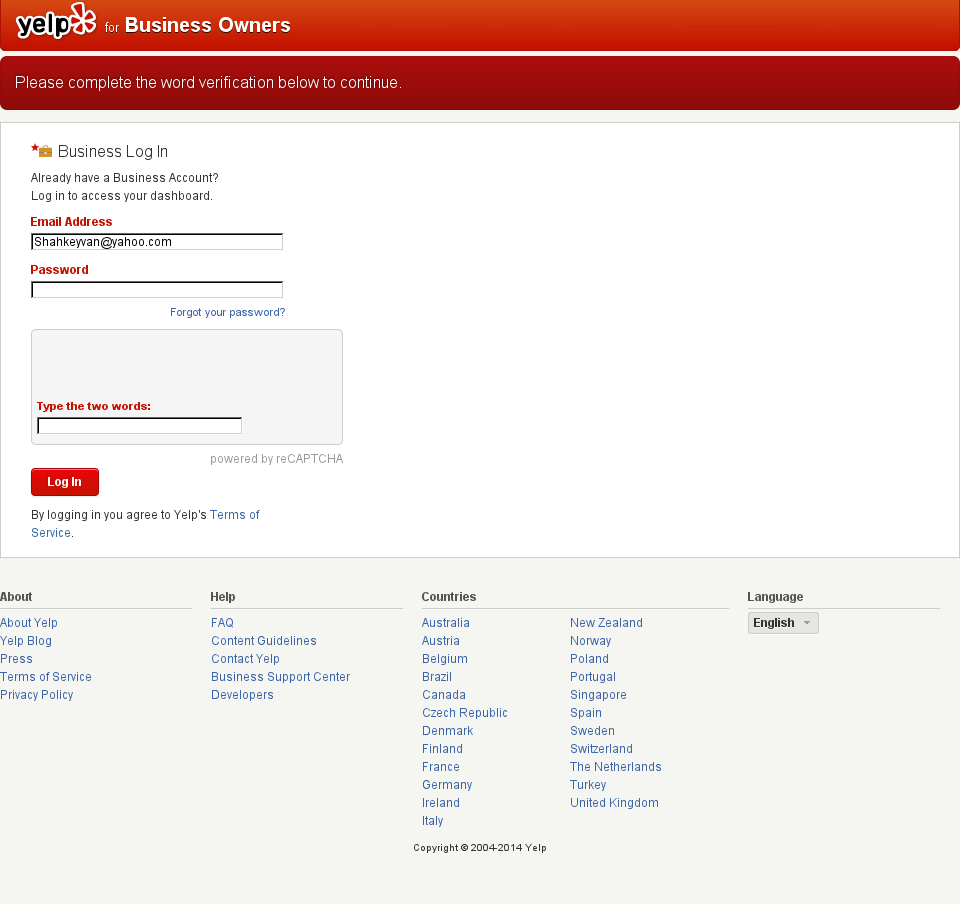 yelp for Business Owners
Please complete the word verification below to continue.
Business Log In
Already have a Business Account?
Log in to access your dashboard.
Email Address
Shahkeyvan@yahoo.com
Password
Forgot your password?
Type the two words:
powered by reCAPTCHA
Log In
By logging in you agree to Yelp's Terms of
Service.
About
About Yelp
Yelp Blog
Press
Terms of Service
Privacy Policy
Help
FAQ
Content Guidelines
Contact Yelp
Business Support Center
Developers
Countries
Australia
Austria
Belgium
Brazil
Canada
Czech Republic
Denmark
Finland
France
Germany
Ireland
Italy
New Zealand
Norway
Poland
Portugal
Singapore
Spain
Sweden
Switzerland
The Netherlands
Turkey
United Kingdom
Language
English
Copyright © 2004-2014 Yelp